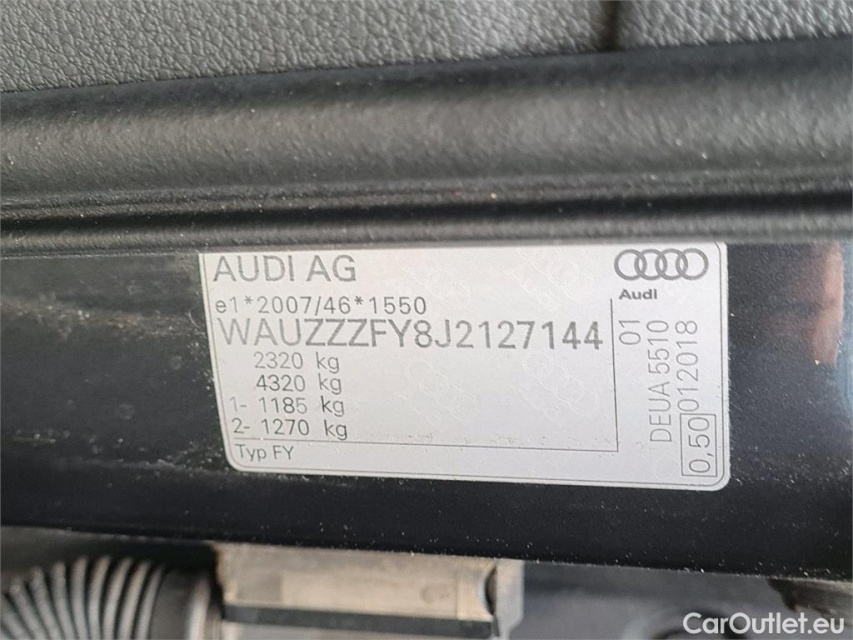 AUDI AG
Audi
e1*2007/46*1550
WAUZZZFY8J2127144
2320 kg
4320 kg
1- 1185 kg
2- 1270 kg
Typ FY
01
DEUA 5510
0,50 012018
CarOutlet.eu